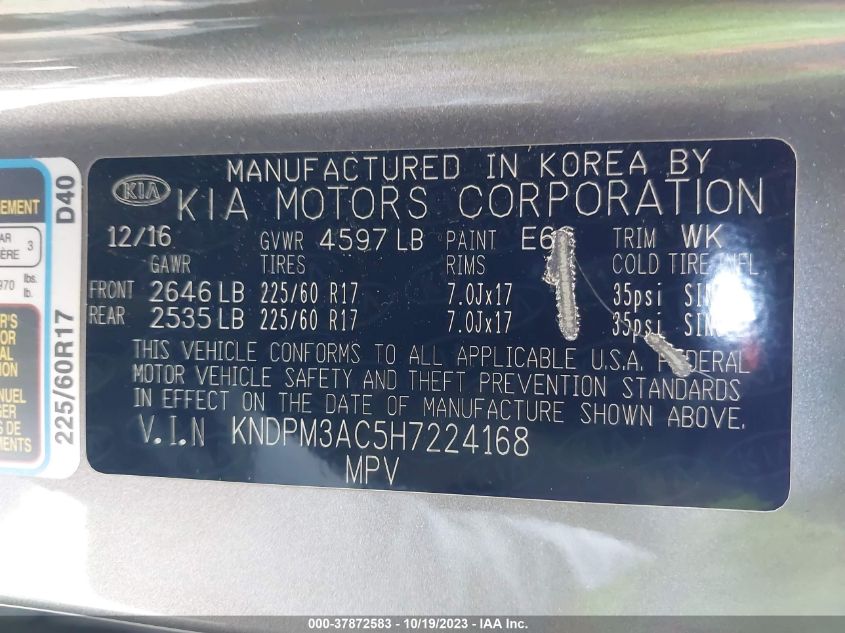 MANUFACTURED IN KOREA BY
KIA KIA MOTORS CORPORATION
12/16 GVWR 4597 LB PAINT TRIM WK
GAWR TIRES RIMS COLD TIRE
FRONT 2646 LB 225/60 R17 7.0Jx17 35psi
REAR 2535 LB 225/60 R17 7.0Jx17 35psi
THIS VEHICLE CONFORMS TO ALL APPLICABLE U.S.A. FEDERAL
MOTOR VEHICLE SAFETY AND THEFT PREVENTION STANDARDS
IN EFFECT ON THE DATE OF MANUFACTURE SHOWN ABOVE.
V.I.N KNDPM3AC5H7224168
MPV
D40
225/60R17
3
lbs.
lb.
000-37872583 - 10/19/2023 - IAA Inc.